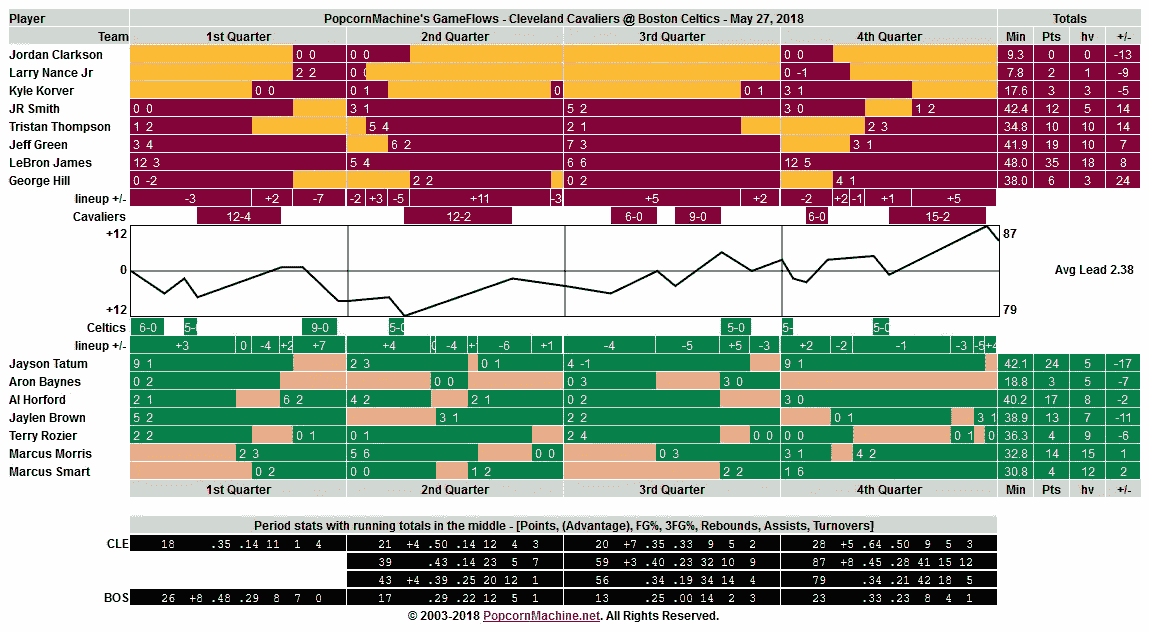 Player PopcornMachine's GameFlows - Cleveland Cavaliers @ Boston Celtics - May 27, 2018 Totals
Team 1st Quarter 2nd Quarter 3rd Quarter 4th Quarter Min Pts hv +/-
Jordan Clarkson 0 0 0 0 0 0 9.3 0 0 -13
Larry Nance Jr 2 2 0 0 0 -1 7.8 2 1 -9
Kyle Korver 0 0 0 1 0 0 1 3 1 17.6 3 3 -5
JR Smith 0 0 3 1 5 2 3 0 1 2 42.4 12 5 14
Tristan Thompson 1 2 5 4 2 1 2 3 34.8 10 10 14
Jeff Green 3 4 6 2 7 3 3 1 41.9 19 10 7
LeBron James 12 3 5 4 6 6 12 5 48.0 35 18 8
George Hill 0 -2 2 2 0 2 4 1 38.0 6 3 24
lineup +/- -3 +2 -7 -2 +3 -5 +11 -3 +5 +2 -2 +2 -1 +1 +5
Cavaliers 12-4 12-2 6-0 9-0 6-0 15-2
+12 87
0 Avg Lead 2.38
+12 79
Celtics 6-0 5-0 9-0 5-0 5-0 5- 5-0
lineup +/- +3 0 -4 +2 +7 +4 -4 + -6 +1 -4 -5 +5 -3 +2 -2 -1 -3 -5 +4
Jayson Tatum 9 1 2 3 0 1 4 -1 9 1 42.1 24 5 -17
Aron Baynes 0 2 0 0 0 3 3 0 18.8 3 5 -7
Al Horford 2 1 6 2 4 2 2 1 0 2 3 0 40.2 17 8 -2
Jaylen Brown 5 2 3 1 0 2 0 1 3 1 38.9 13 7 -11
Terry Rozier 2 2 0 1 0 1 2 4 0 0 0 0 0 1 0 36.3 4 9 -6
Marcus Morris 2 3 5 6 0 0 0 3 3 1 4 2 32.8 14 15 1
Marcus Smart 0 2 0 0 1 2 2 2 1 6 30.8 4 12 2
1st Quarter 2nd Quarter 3rd Quarter 4th Quarter Min Pts hv +/-
Period stats with running totals in the middle - [Points, (Advantage), FG%, 3FG%, Rebounds, Assists, Turnovers]
CLE 18 .35 .14 11 1 4 21 +4 .50 .14 12 4 3 20 +7 .35 .33 9 5 2 28 +5 .64 .50 9 5 3
39 .43 .14 23 5 7 59 +3 .40 .23 32 10 9 87 +8 .45 .28 41 15 12
43 +4 .39 .25 20 12 1 56 .34 .19 34 14 4 79 .34 .21 42 18 5
BOS 26 +8 .48 .29 8 7 0 17 .29 .22 12 5 1 13 .25 .00 14 2 3 23 .33 .23 8 4 1
© 2003-2018 PopcornMachine.net. All Rights Reserved.